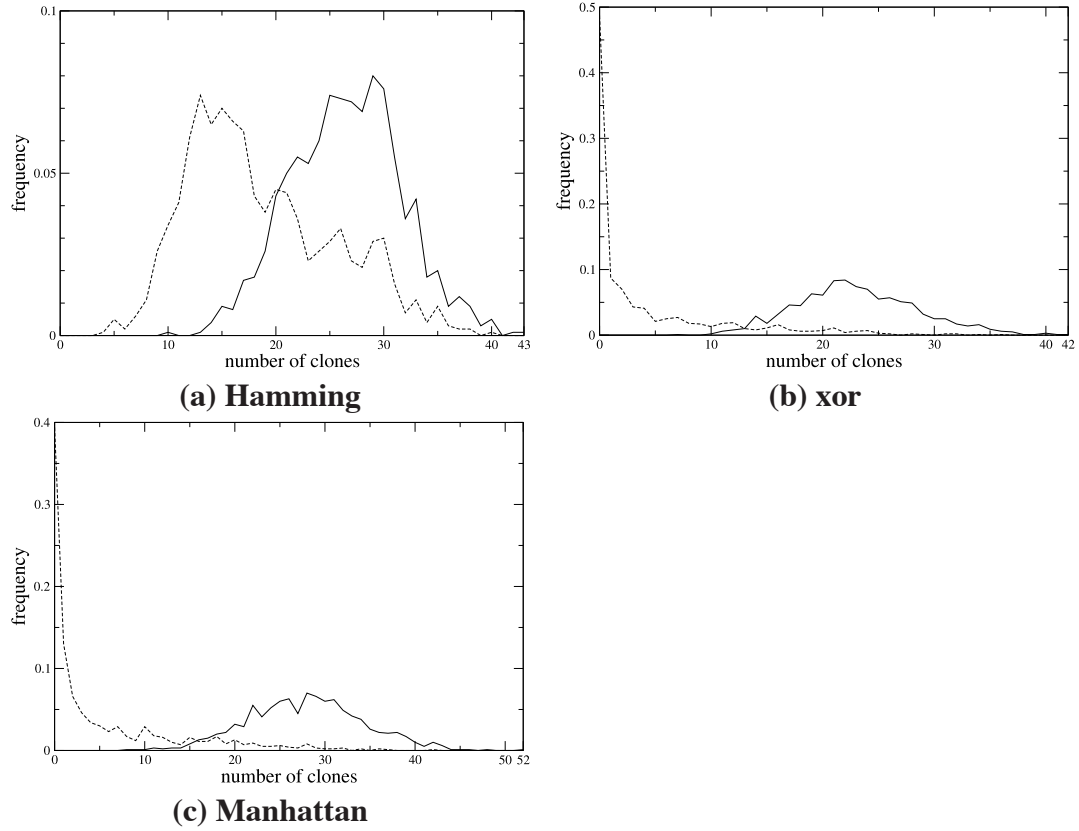 0.1
0.05
0
frequency
0 10 20 30 40 43
number of clones
(a) Hamming
0.5
0.4
0.3
0.2
0.1
0
frequency
0 10 20 30 40 42
number of clones
(b) xor
0.4
0.3
0.2
0.1
0
frequency
0 10 20 30 40 50 52
number of clones
(c) Manhattan